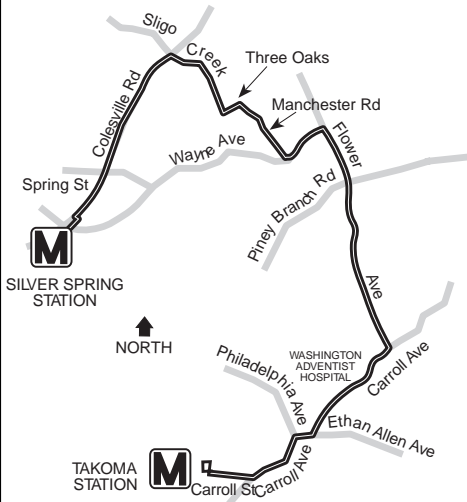 Sligo
Creek
Three Oaks
Manchester Rd
Colesville Rd
Wayne Ave
Flower
Ave
Spring St
Piney Branch Rd
M
SILVER SPRING
STATION
NORTH
WASHINGTON
ADVENTIST
HOSPITAL
Philadelphia Ave
Carroll Ave
Ethan Allen Ave
TAKOMA
STATION
M
Carroll St
Carroll Ave